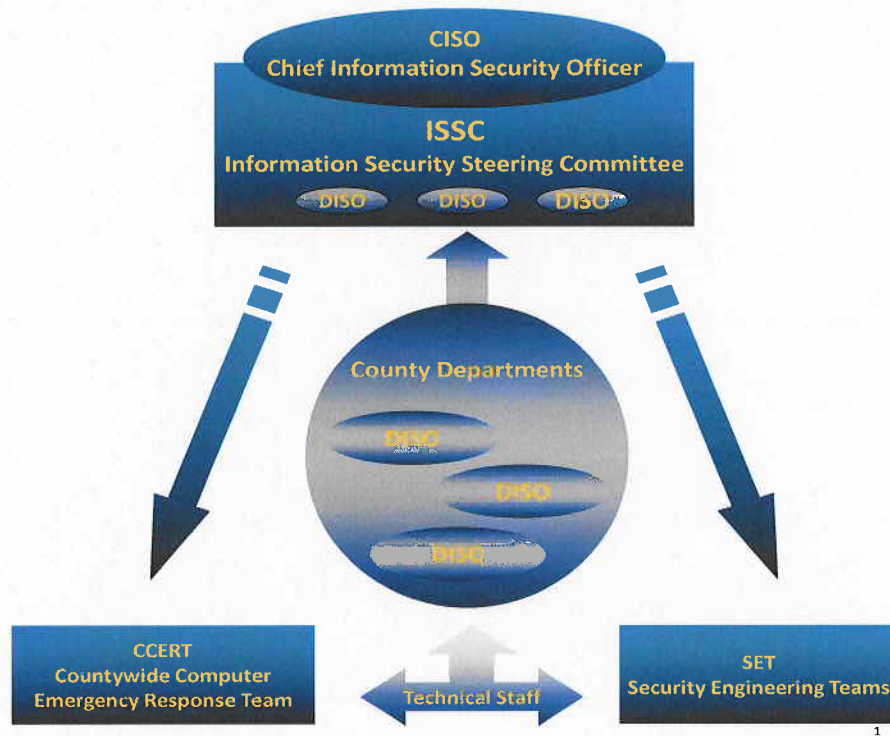 CISO
Chief Information Security Officer
ISSC
Information Security Steering Committee
DISO DISO DISO
County Departments
DISO
DISO
DISO
CCERT
Countywide Computer
Emergency Response Team
Technical Staff
SET
Security Engineering Teams
1